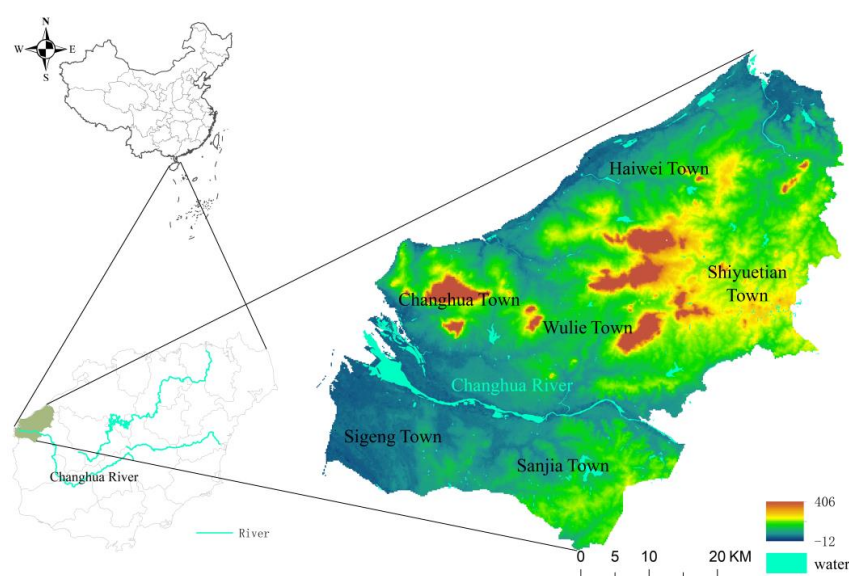 N
W E
S
Haiwei Town
Shiyuetian
Town
Changhua Town
Wulie Town
Changhua River
Sigeng Town
Sanjia Town
Changhua River
River
406
-12
water
0 5 10 20 KM